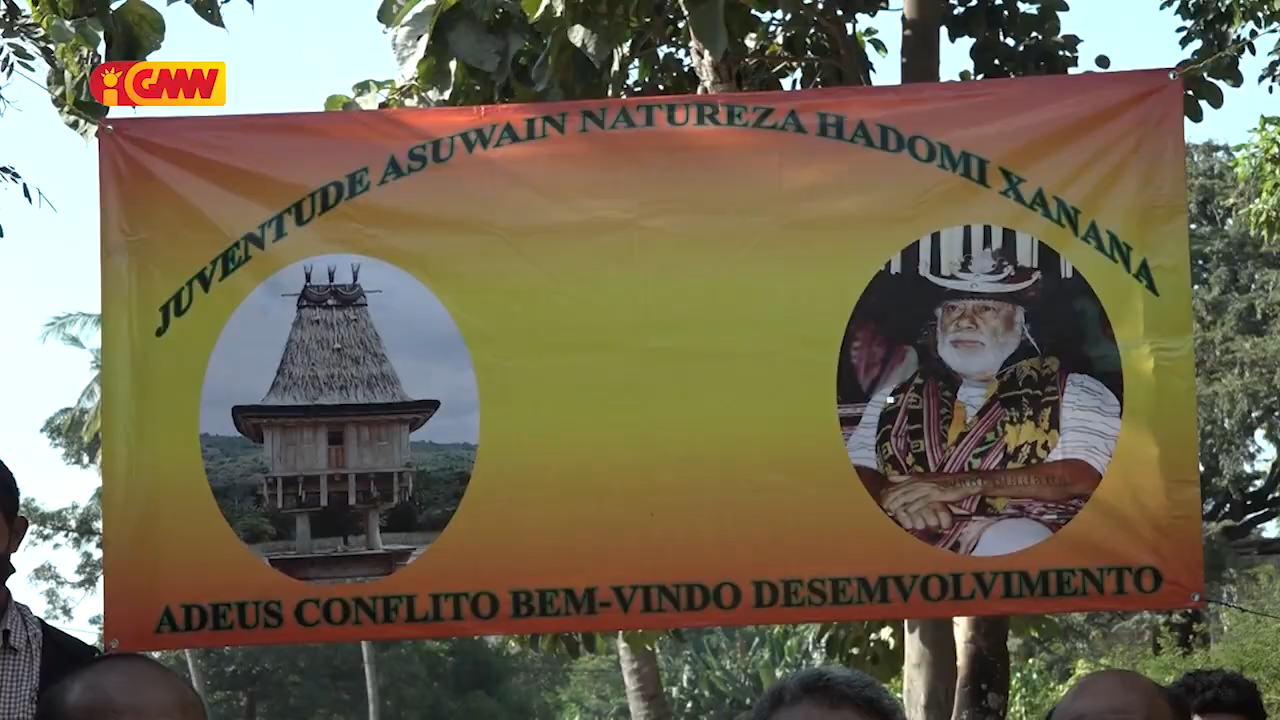 GMN
JUVENTUDE ASUWAIN NATUREZA HADOMI XANANA
ADEUS CONFLITO BEM-VINDO DESEMVOLVIMENTO